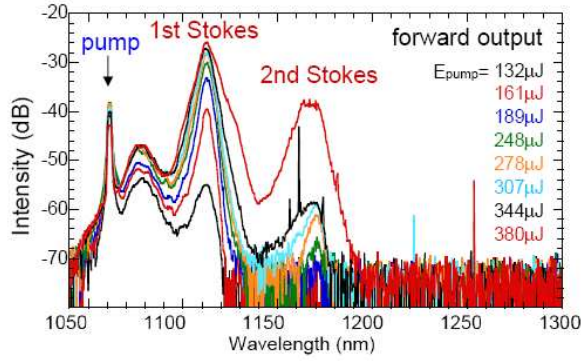 -20
-30
-40
-50
-60
-70
Intensity (dB)
pump
1st Stokes
2nd Stokes
forward output
Epump= 132µJ
161µJ
189µJ
248µJ
278µJ
307µJ
344µJ
380µJ
1050 1100 1150 1200 1250 1300
Wavelength (nm)